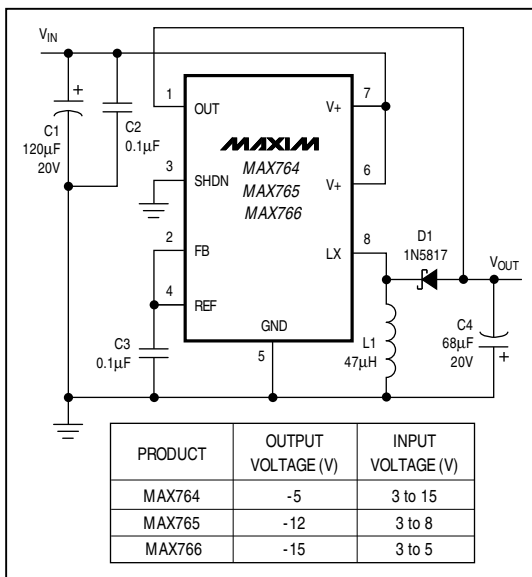 VIN
1
OUT
7
V+
C1
120µF
20V
C2
0.1µF
MAXIM
MAX764
MAX765
MAX766
3
SHDN
6
V+
2
FB
LX
8
D1
1N5817
VOUT
4
REF
C3
0.1µF
GND
5
L1
47µH
C4
68µF
20V
+
+
PRODUCT
OUTPUT
VOLTAGE (V)
INPUT
VOLTAGE (V)
MAX764
-5
3 to 15
MAX765
-12
3 to 8
MAX766
-15
3 to 5